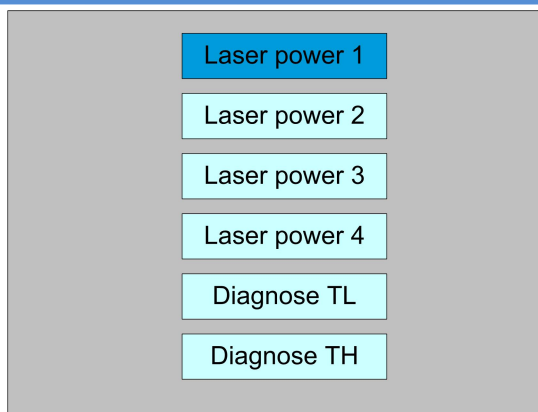 Laser power 1
Laser power 2
Laser power 3
Laser power 4
Diagnose TL
Diagnose TH